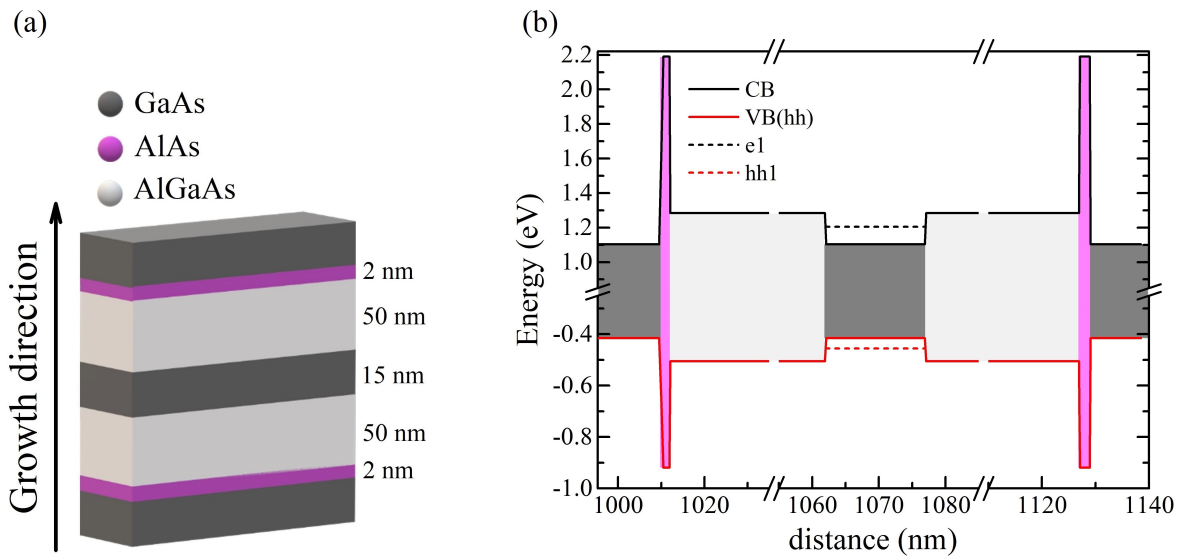 (a)
GaAs
AlAs
AlGaAs
Growth direction
2 nm
50 nm
15 nm
50 nm
2 nm
(b)
Energy (eV)
2.2
2.0
1.8
1.6
1.4
1.2
1.0
-0.4
-0.6
-0.8
-1.0
CB
VB(hh)
e1
hh1
1000
1020
1060
1070
1080
1120
1140
distance (nm)